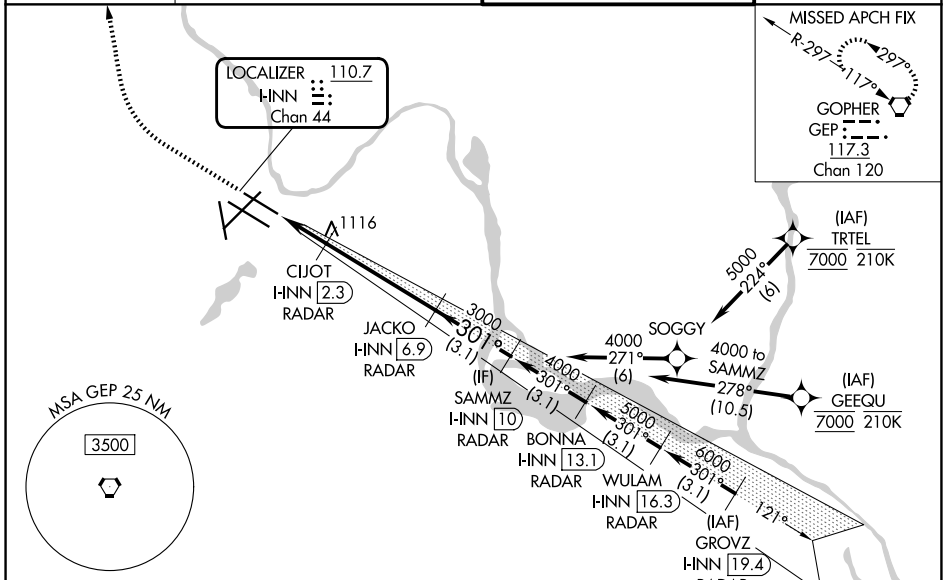 MISSED APCH FIX
R-297
117°
297°
GOPHER
GEP
117.3
Chan 120
LOCALIZER 110.7
I-INN
Chan 44
1116
CIJOT
I-INN 2.3
RADAR
JACKO
I-INN 6.9
RADAR
3000
301°
(3.1)
(IF)
SAMMZ
I-INN 10
RADAR
4000
301°
(3.1)
BONNA
I-INN 13.1
RADAR
5000
301°
(3.1)
WULAM
I-INN 16.3
RADAR
6000
301°
(3.1)
(IAF)
GROVZ
I-INN 19.4
RADAR
121°
(IAF)
TRTEL
7000 210K
5000
224°
(6)
SOGGY
4000
271°
(6)
4000 to
SAMMZ
278°
(10.5)
(IAF)
GEEQU
7000 210K
MSA GEP 25 NM
3500